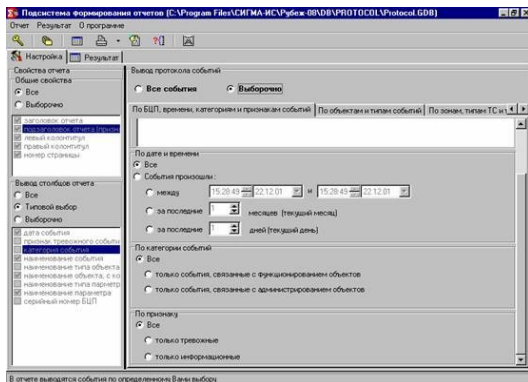 Подсистема формирования отчетов (C:\Program Files\СИГМА-ИС\Рубеж-08\DB\PROTOCOL\Protocol.GDB)
Отчет Результат О программе
Настройка
Результат
Свойства отчета
Общие свойства
Все
Выборочно
заголовок отчета
подзаголовок отчета (призн
левый колонтитул
правый колонтитул
номер страницы
Вывод столбцов отчета
Все
Типовой выбор
Выборочно
дата события
признак тревожного событи
категория события
наименование события
наименование типа объекта
наименование объекта, с ко
наименование типа парметр
наименование параметра
серийный номер БЦП
Вывод протокола событий
Все события
Выборочно
По БЦП, времени, категориям и признакам событий
По объектам и типам событий
По зонам, типам ТС и
По дате и времени
Все
События произошли:
между 15:28:49 22.12.01 и 15:28:49 22.12.01
за последние 1 месяцев (текущий месяц)
за последние 1 дней (текущий день)
По категории событий
Все
только события, связанные с функционированием объектов
только события, связанные с администрированием объектов
По признаку
Все
только тревожные
только информационные
В отчете выводятся события по определенному Вами выбору